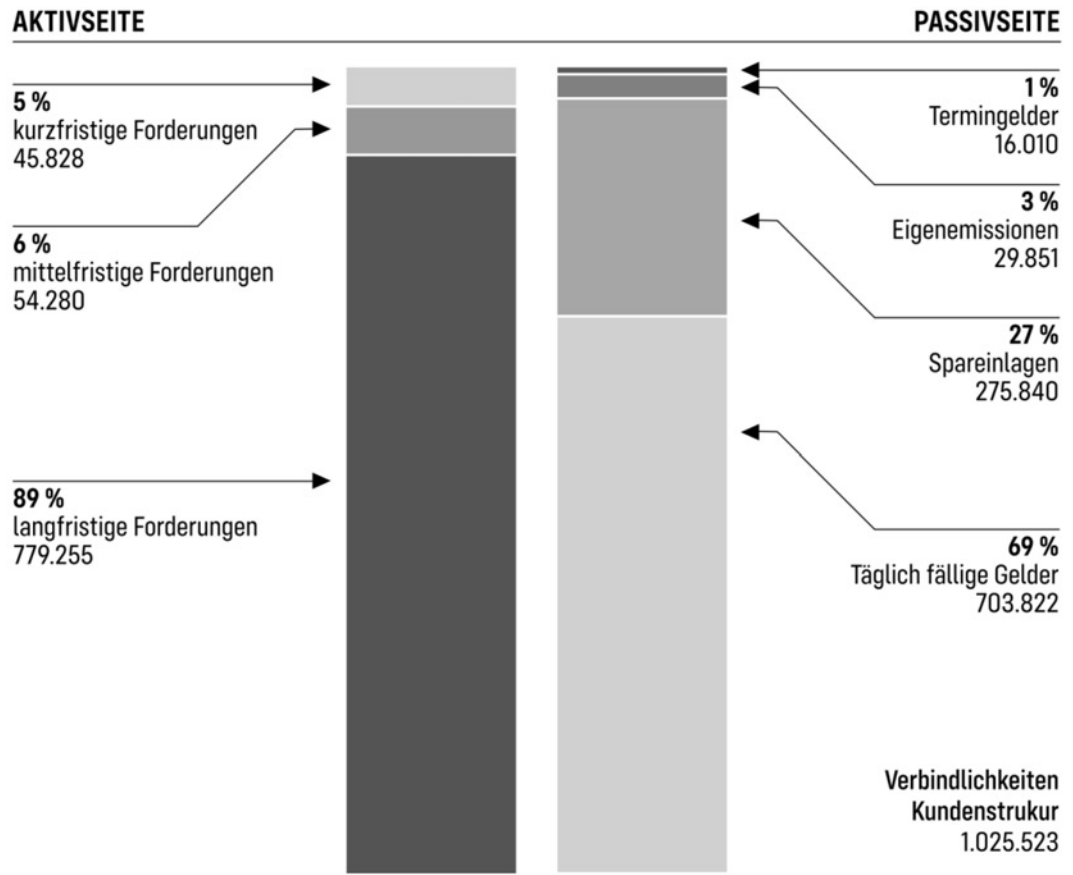 AKTIVSEITE
PASSIVSEITE
5 %
kurzfristige Forderungen
45.828
6 %
mittelfristige Forderungen
54.280
89 %
langfristige Forderungen
779.255
1 %
Termingelder
16.010
3 %
Eigenemissionen
29.851
27 %
Spareinlagen
275.840
69 %
Täglich fällige Gelder
703.822
Verbindlichkeiten
Kundenstrukur
1.025.523